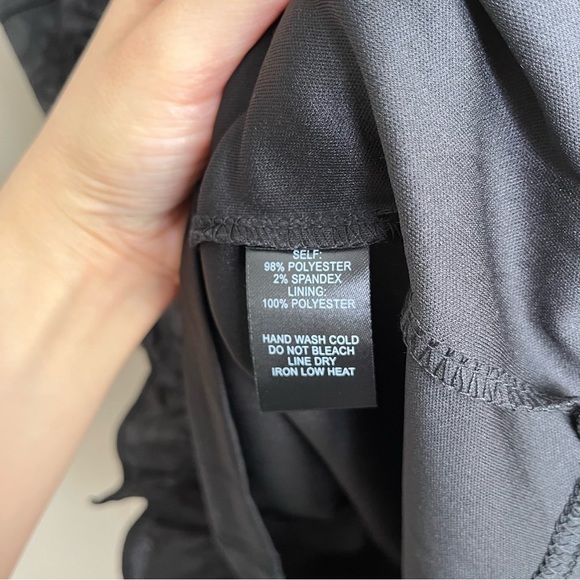 SELF:
98% POLYESTER
2% SPANDEX
LINING:
100% POLYESTER
HAND WASH COLD
DO NOT BLEACH
LINE DRY
IRON LOW HEAT